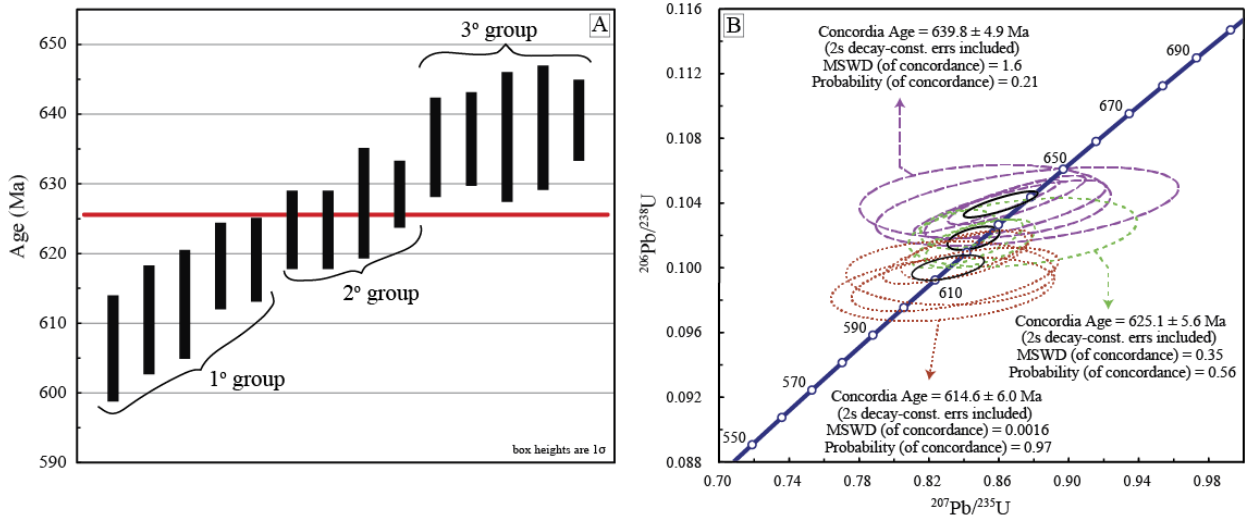 A
Age (Ma)
650
640
630
620
610
600
590
1º group
2º group
3º group
box heights are 1σ
B
206Pb/238U
0.116
0.112
0.108
0.104
0.100
0.096
0.092
0.088
0.70
0.74
0.78
0.82
0.86
0.90
0.94
0.98
207Pb/235U
Concordia Age = 639.8 ± 4.9 Ma
(2s decay-const. errs included)
MSWD (of concordance) = 1.6
Probability (of concordance) = 0.21
690
670
650
610
590
570
550
Concordia Age = 625.1 ± 5.6 Ma
(2s decay-const. errs included)
MSWD (of concordance) = 0.35
Probability (of concordance) = 0.56
Concordia Age = 614.6 ± 6.0 Ma
(2s decay-const. errs included)
MSWD (of concordance) = 0.0016
Probability (of concordance) = 0.97